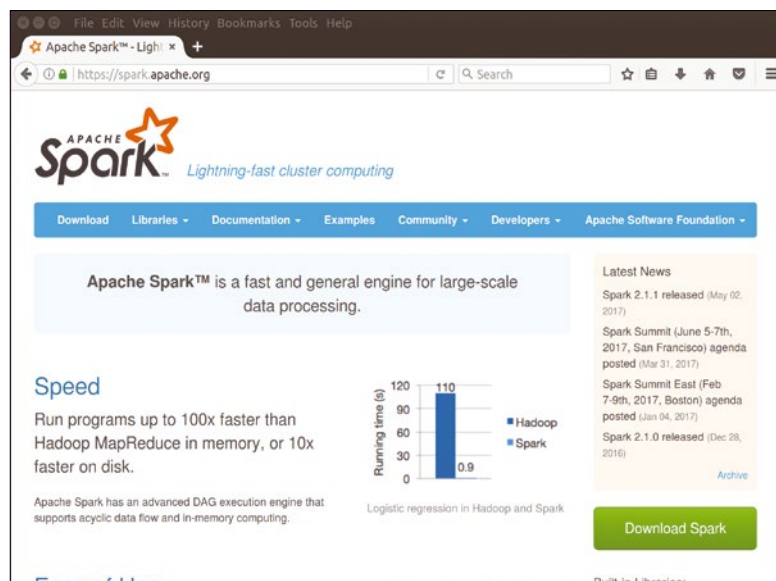 File Edit View History Bookmarks Tools Help
Apache Spark™ - Light
https://spark.apache.org
Search
APACHE
Spark™
Lightning-fast cluster computing
Download Libraries Documentation Examples Community Developers Apache Software Foundation
Apache Spark™ is a fast and general engine for large-scale
data processing.
Latest News
Spark 2.1.1 released (May 02,
2017)
Spark Summit (June 5-7th,
2017, San Francisco) agenda
posted (Mar 31, 2017)
Spark Summit East (Feb
7-9th, 2017, Boston) agenda
posted (Jan 04, 2017)
Spark 2.1.0 released (Dec 28,
2016)
Archive
Download Spark
Speed
Run programs up to 100x faster than
Hadoop MapReduce in memory, or 10x
faster on disk.
Apache Spark has an advanced DAG execution engine that
supports acyclic data flow and in-memory computing.
Running time (s)
120
90
60
30
0
110
0.9
Hadoop
Spark
Logistic regression in Hadoop and Spark